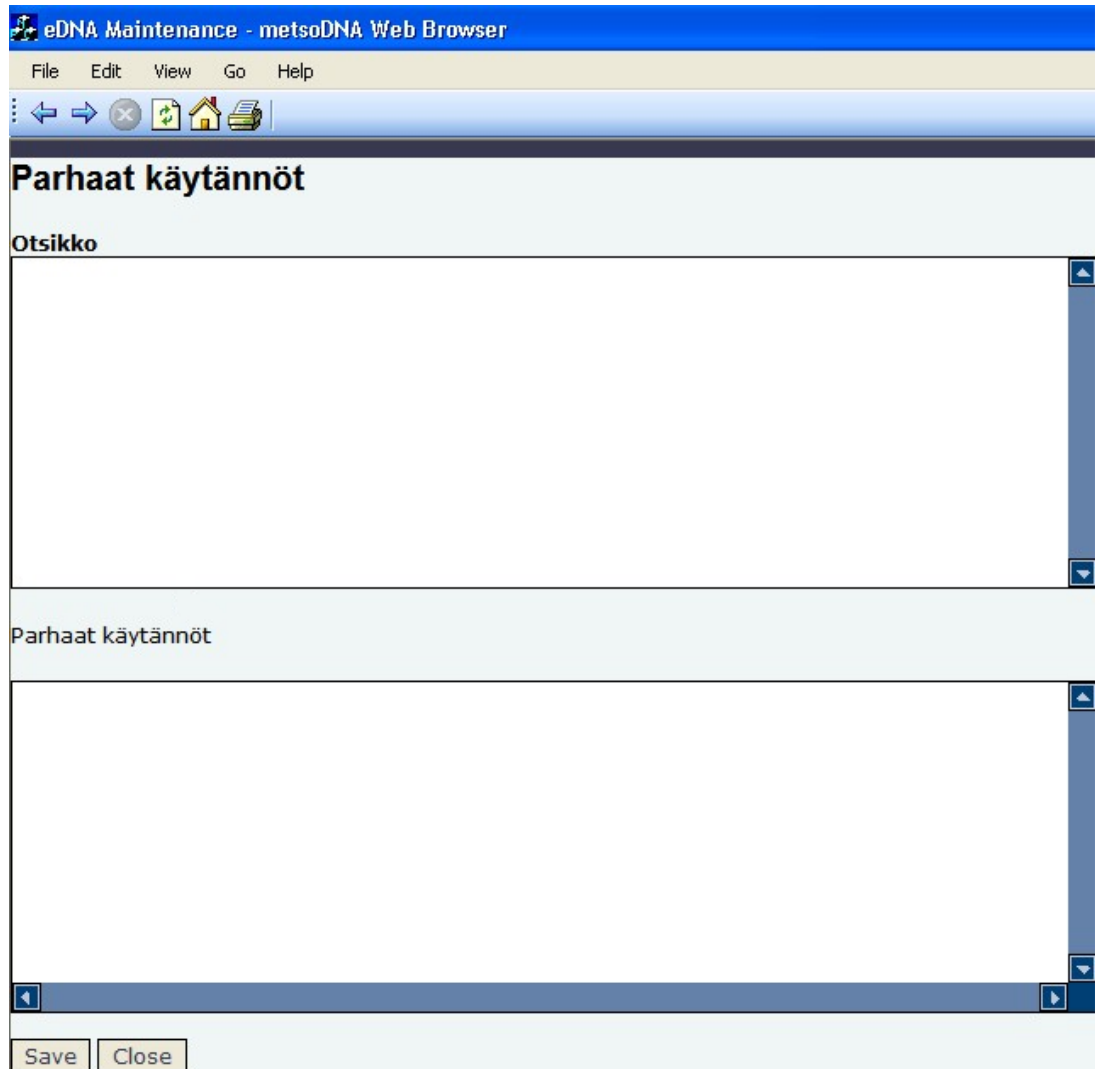 eDNA Maintenance - metsoDNA Web Browser
File Edit View Go Help
Parhaat käytännöt
Otsikko
Parhaat käytännöt
Save Close